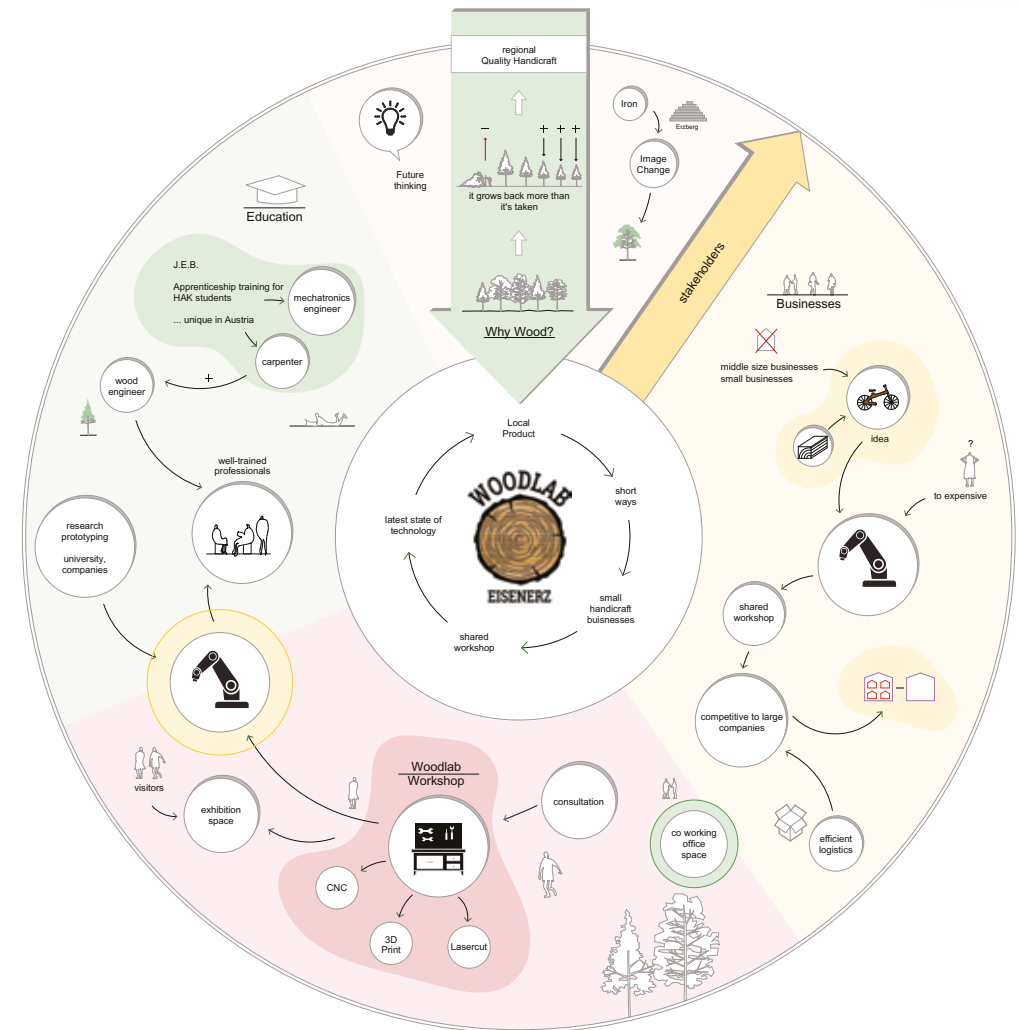 regional
Quality Handicraft
−
+ + +
it grows back more than
it's taken
Why Wood?
Future
thinking
Iron
Erzberg
Image
Change
stakeholders
Education
J.E.B.
Apprenticeship training for
HAK students
... unique in Austria
mechatronics
engineer
carpenter
+
wood
engineer
well-trained
professionals
research
prototyping
university,
companies
Businesses
middle size businesses
small businesses
idea
?
to expensive
shared
workshop
competitive to large
companies
−
efficient
logistics
Local
Product
short
ways
small
handicraft
buisnesses
shared
workshop
latest state of
technology
WOODLAB
EISENERZ
Woodlab
Workshop
visitors
exhibition
space
consultation
CNC
3D
Print
Lasercut
co working
office
space